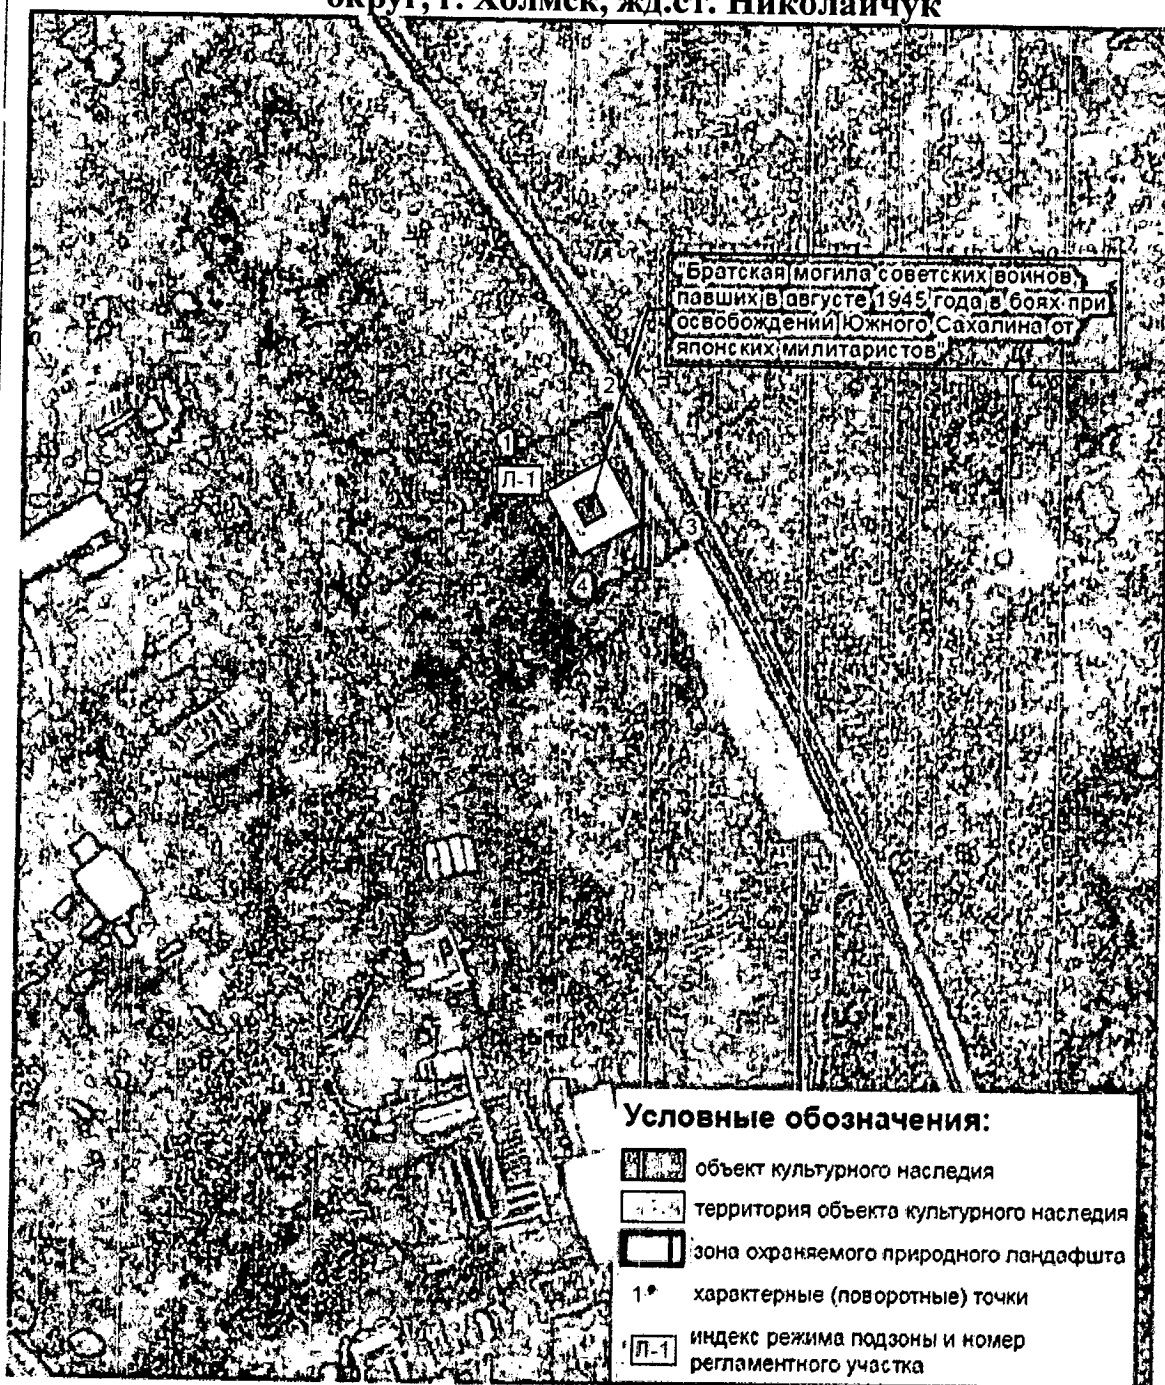 округ, г. Холмск, жд.ст. Николайчук
Братская могила советских воинов,
павших в августе 1945 года в боях при
освобождении Южного Сахалина от
японских милитаристов
2
1
Л-1
3
4
Условные обозначения:
объект культурного наследия
территория объекта культурного наследия
зона охраняемого природного ландафшта
1 характерные (поворотные) точки
Л-1 индекс режима подзоны и номер
регламентного участка